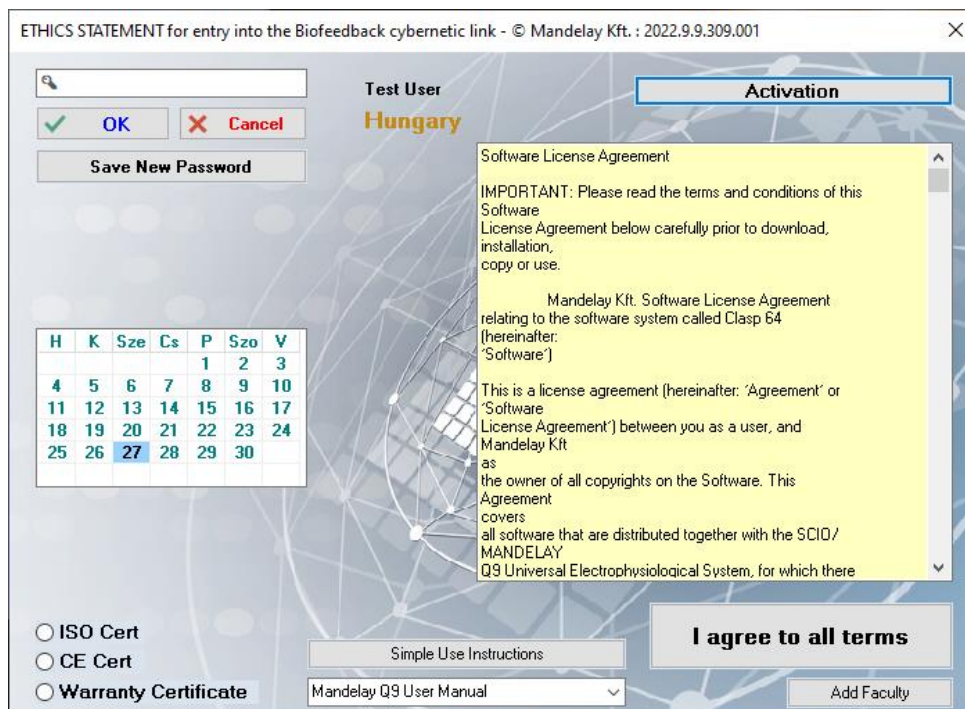 ETHICS STATEMENT for entry into the Biofeedback cybernetic link - © Mandelay Kft. : 2022.9.9.309.001
Test User
Hungary
Activation
OK
Cancel
Save New Password
Software License Agreement
IMPORTANT: Please read the terms and conditions of this
Software
License Agreement below carefully prior to download,
installation,
copy or use.
Mandelay Kft. Software License Agreement
relating to the software system called Clasp 64
(hereinafter:
'Software')
This is a license agreement (hereinafter: 'Agreement' or
'Software
License Agreement') between you as a user, and
Mandelay Kft
as
the owner of all copyrights on the Software. This
Agreement
covers
all software that are distributed together with the SCIO/
MANDELAY
Q9 Universal Electrophysiological System, for which there
H K Sze Cs P Szo V
1 2 3
4 5 6 7 8 9 10
11 12 13 14 15 16 17
18 19 20 21 22 23 24
25 26 27 28 29 30
ISO Cert
CE Cert
Warranty Certificate
Simple Use Instructions
Mandelay Q9 User Manual
I agree to all terms
Add Faculty